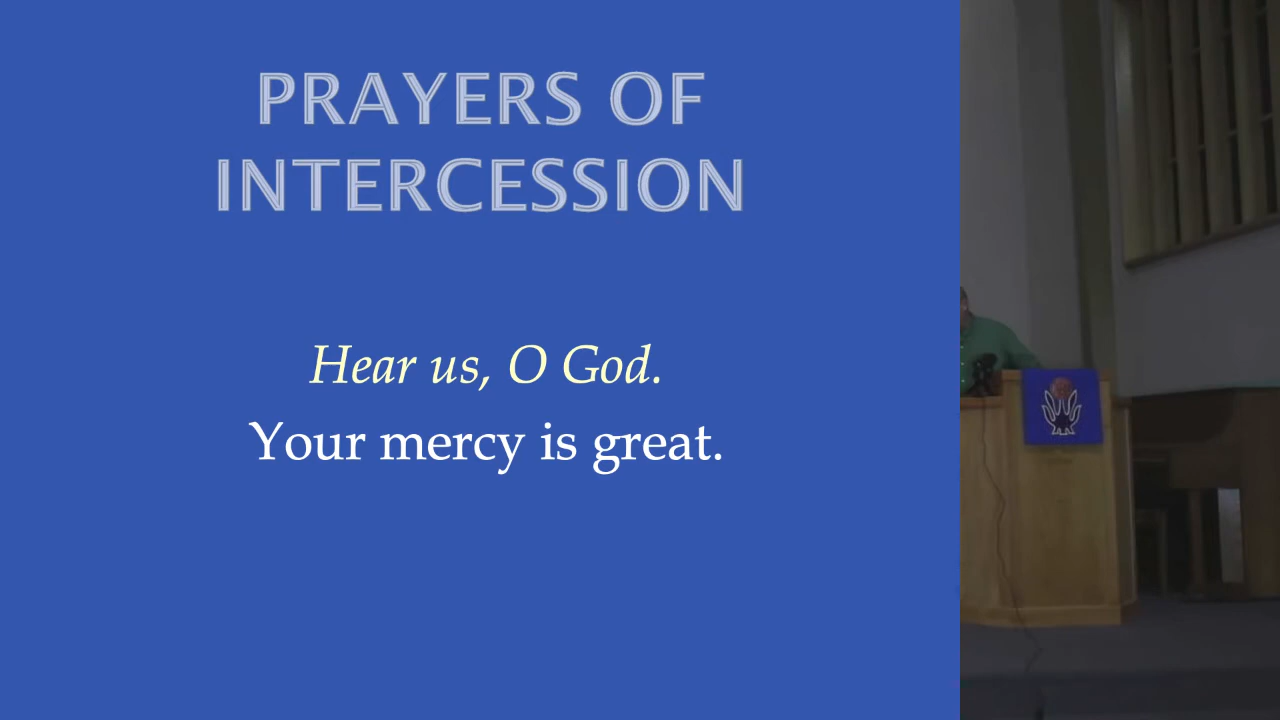 PRAYERS OF
INTERCESSION
Hear us, O God.
Your mercy is great.